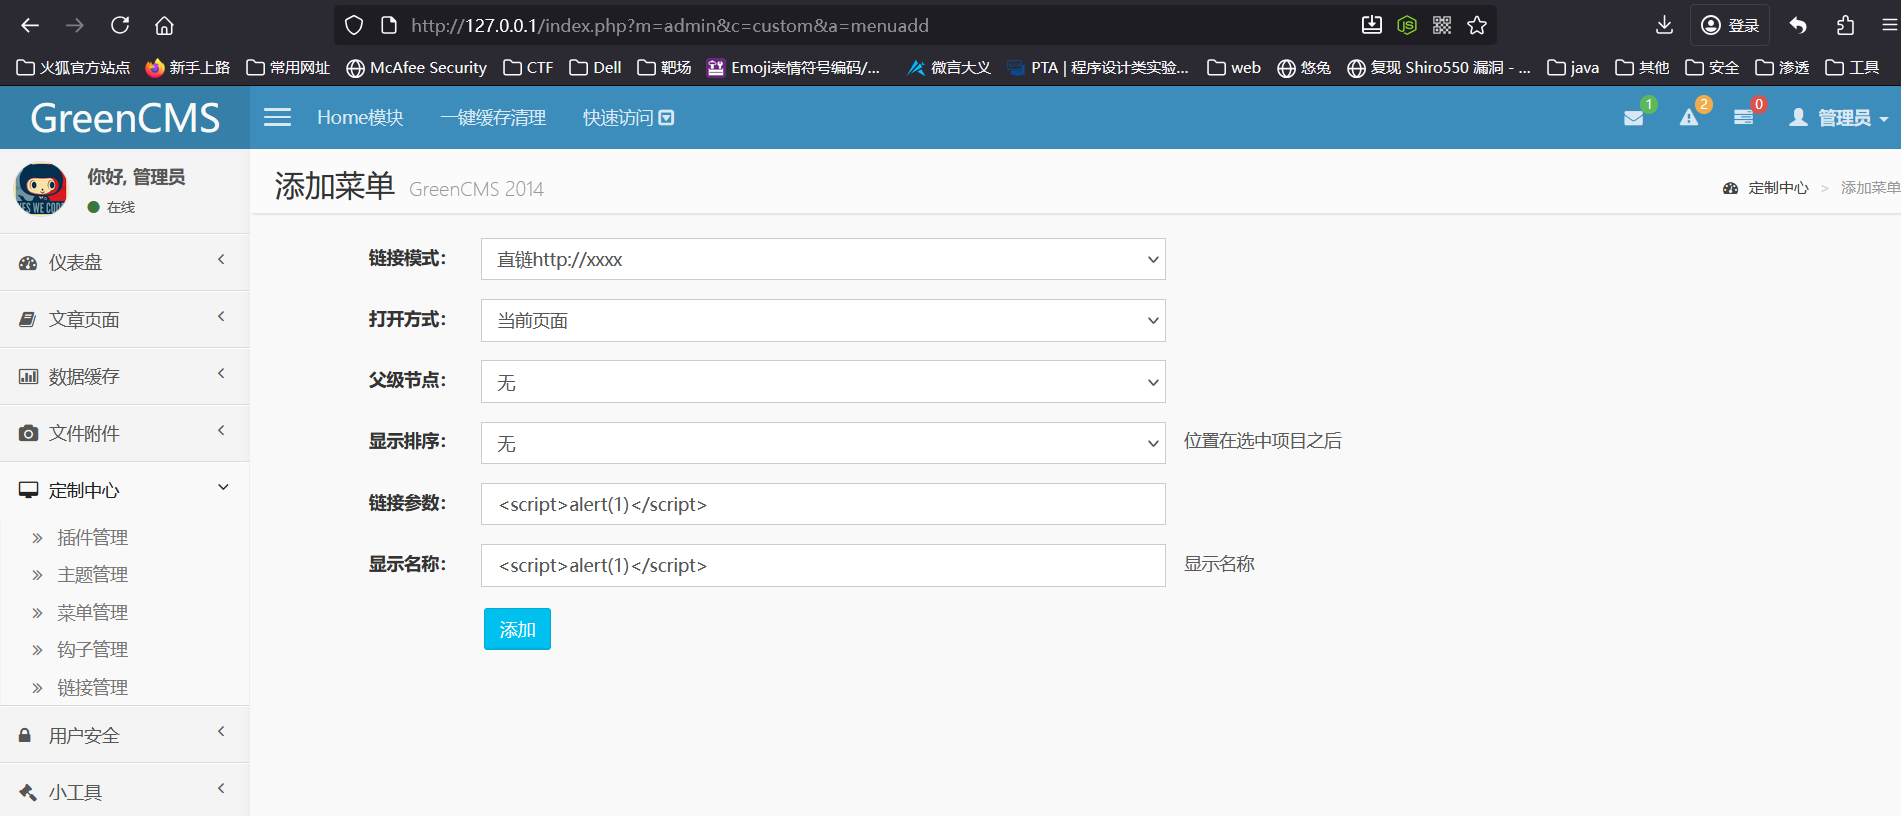 http://127.0.0.1/index.php?m=admin&c=custom&a=menuadd
登录
火狐官方站点 新手上路 常用网址 McAfee Security CTF Dell 靶场 Emoji表情符号编码/... 微言大义 PTA | 程序设计类实验... web 悠兔 复现 Shiro550 漏洞 - ... java 其他 安全 渗透 工具
GreenCMS Home模块 一键缓存清理 快速访问 1 2 0 管理员
你好, 管理员
在线
添加菜单 GreenCMS 2014
定制中心 > 添加菜单
仪表盘
文章页面
数据缓存
文件附件
定制中心
插件管理
主题管理
菜单管理
钩子管理
链接管理
用户安全
小工具
链接模式: 直链http://xxxx
打开方式: 当前页面
父级节点: 无
显示排序: 无 位置在选中项目之后
链接参数: <script>alert(1)</script>
显示名称: <script>alert(1)</script> 显示名称
添加